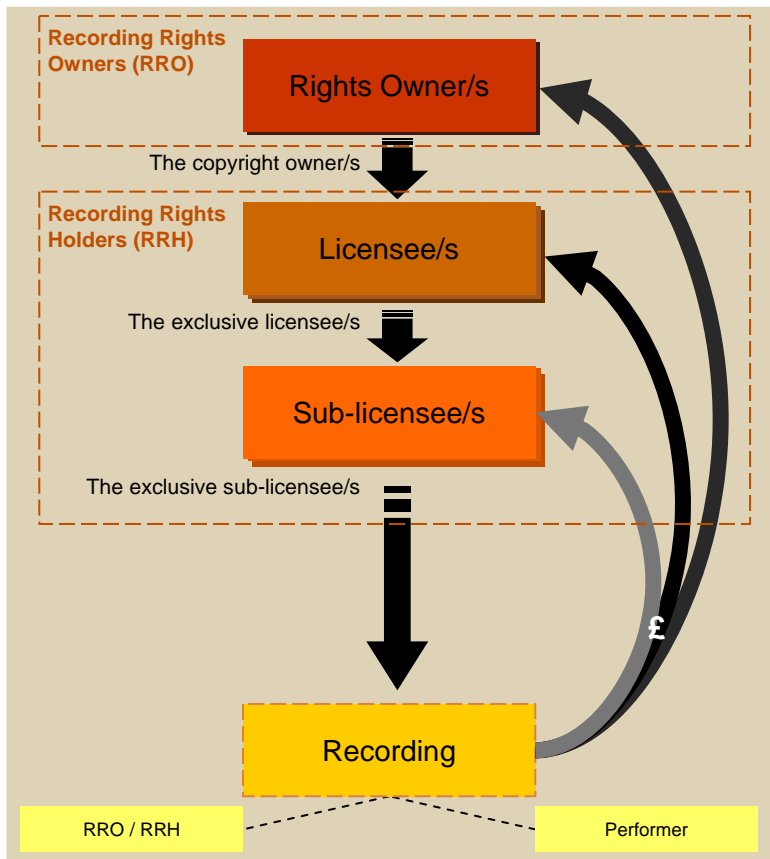 Recording Rights
Owners (RRO)
Rights Owner/s
The copyright owner/s
Recording Rights
Holders (RRH)
Licensee/s
The exclusive licensee/s
Sub-licensee/s
The exclusive sub-licensee/s
£
Recording
RRO / RRH
Performer